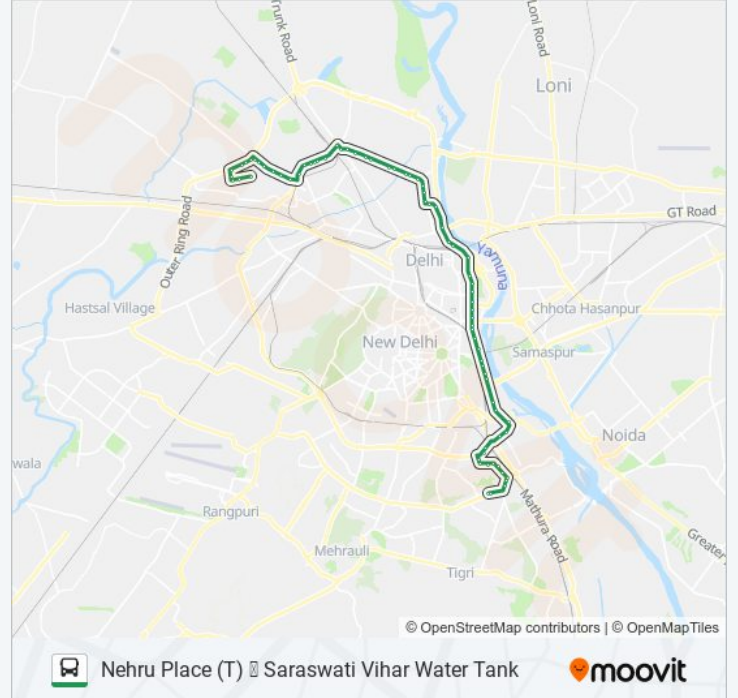 Trunk Road
Loni Road
Loni
GT Road
Outer Ring Road
Yamuna
Delhi
Hastsal Village
Chhota Hasanpur
New Delhi
Samaspur
Noida
wala
Rangpuri
Mathura Road
Mehrauli
Greater
Tigri
© OpenStreetMap contributors | © OpenMapTiles
Nehru Place (T) Saraswati Vihar Water Tank
moovit